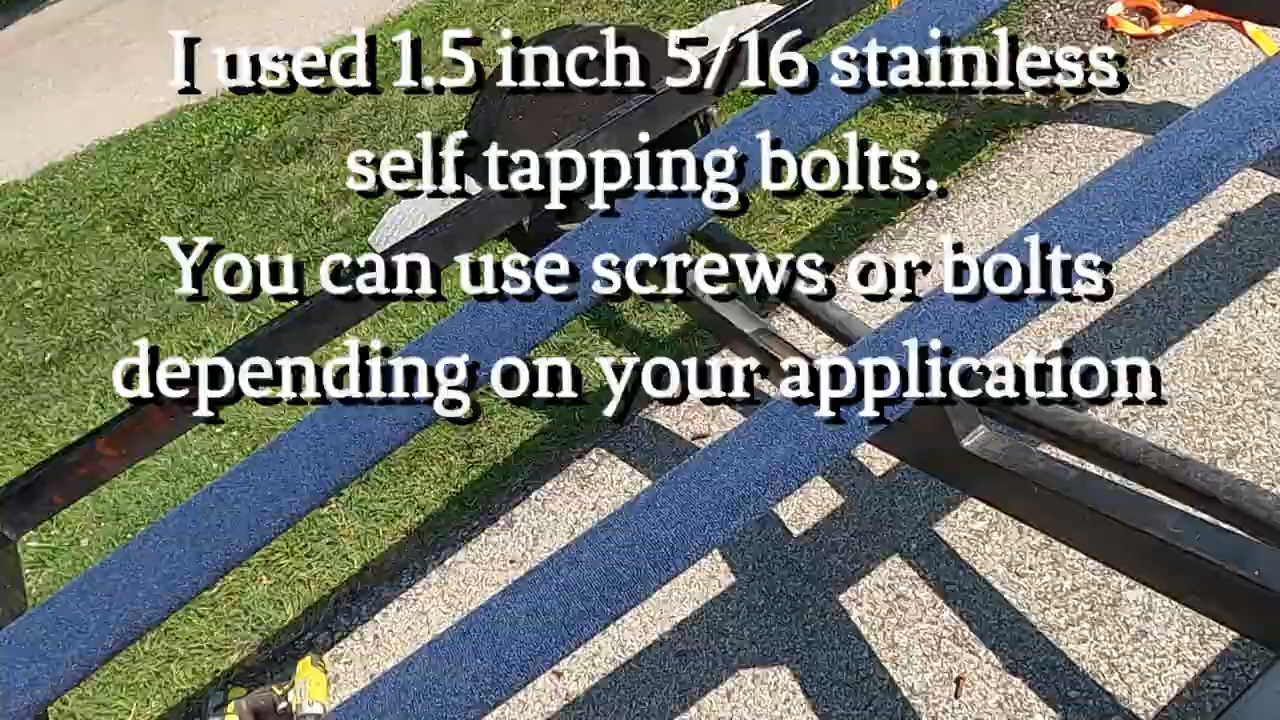 I used 1.5 inch 5/16 stainless
self tapping bolts.
You can use screws or bolts
depending on your application